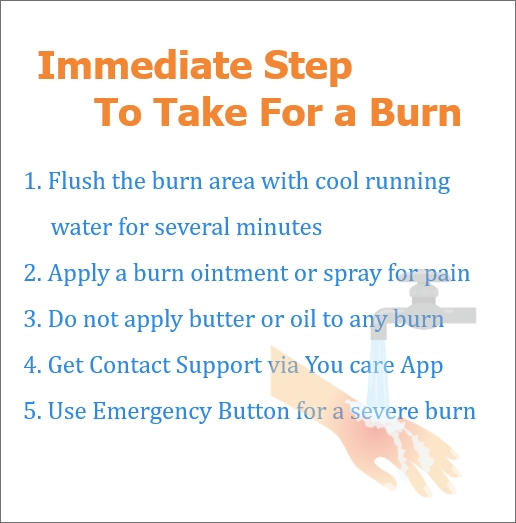 Immediate Step
To Take For a Burn
1. Flush the burn area with cool running
water for several minutes
2. Apply a burn ointment or spray for pain
3. Do not apply butter or oil to any burn
4. Get Contact Support via You care App
5. Use Emergency Button for a severe burn